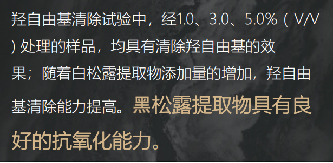 羟自由基清除试验中，经1.0、3.0、5.0%（ V/V
) 处理的样品，均具有清除羟自由基的效
果；随着白松露提取物添加量的增加，羟自由
基清除能力提高。黑松露提取物具有良
好的抗氧化能力。